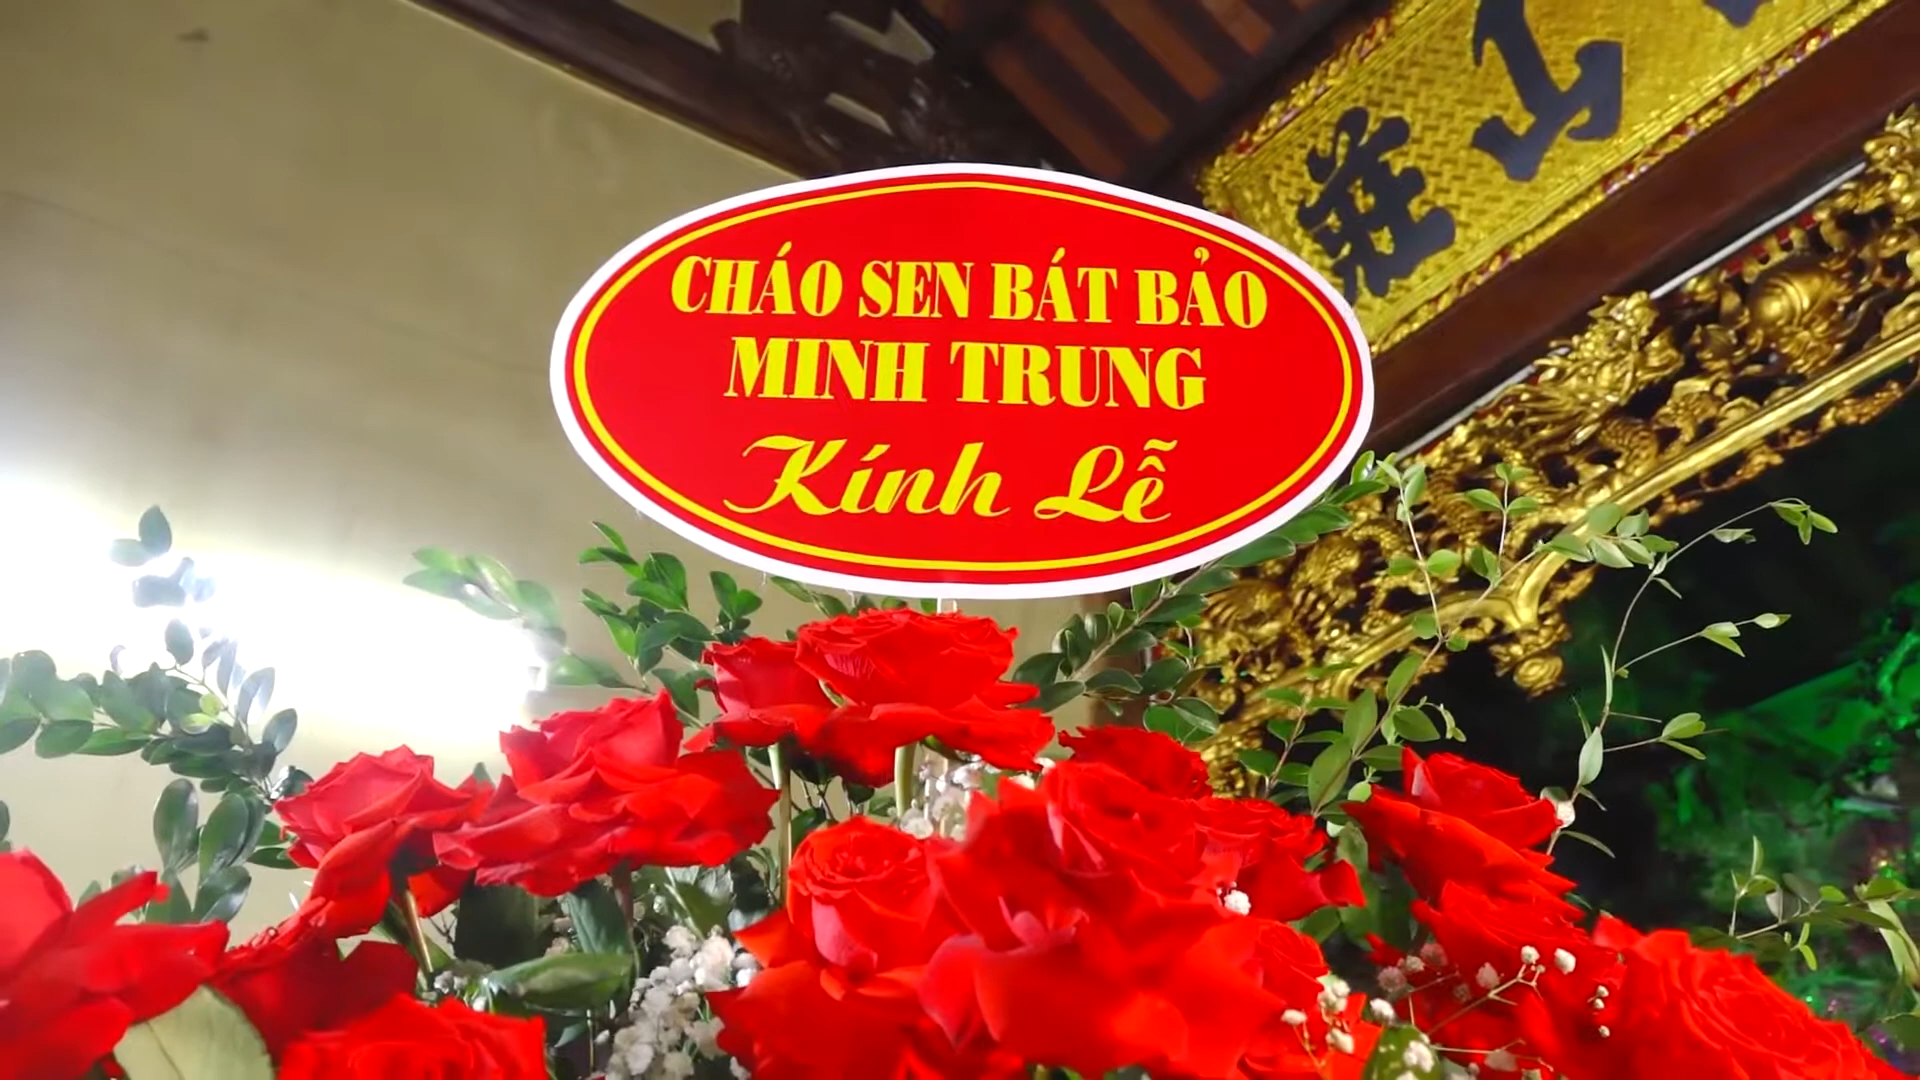 CHÁO SEN BÁT BẢO
MINH TRUNG
Kính Lễ